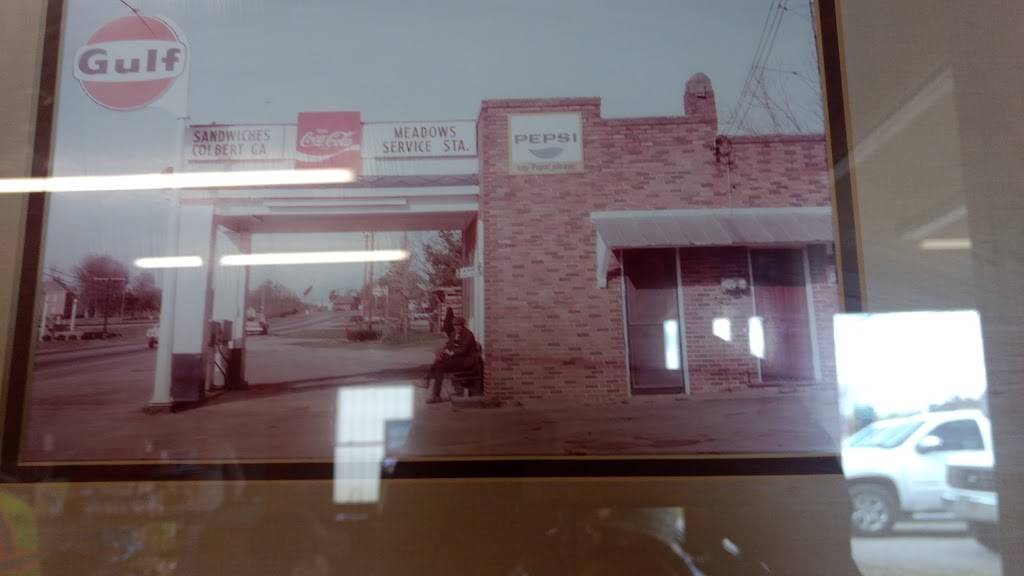 Gulf
SANDWICHES
COLBERT GA.
Coca-Cola
MEADOWS
SERVICE STA.
PEPSI